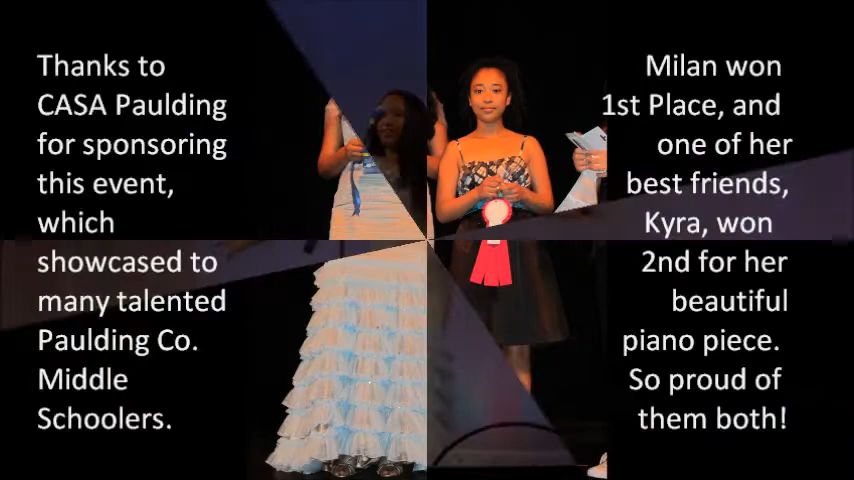 Thanks to
CASA Paulding
for sponsoring
this event,
which
showcased to
many talented
Paulding Co.
Middle
Schoolers.
Milan won
1st Place, and
one of her
best friends,
Kyra, won
2nd for her
beautiful
piano piece.
So proud of
them both!